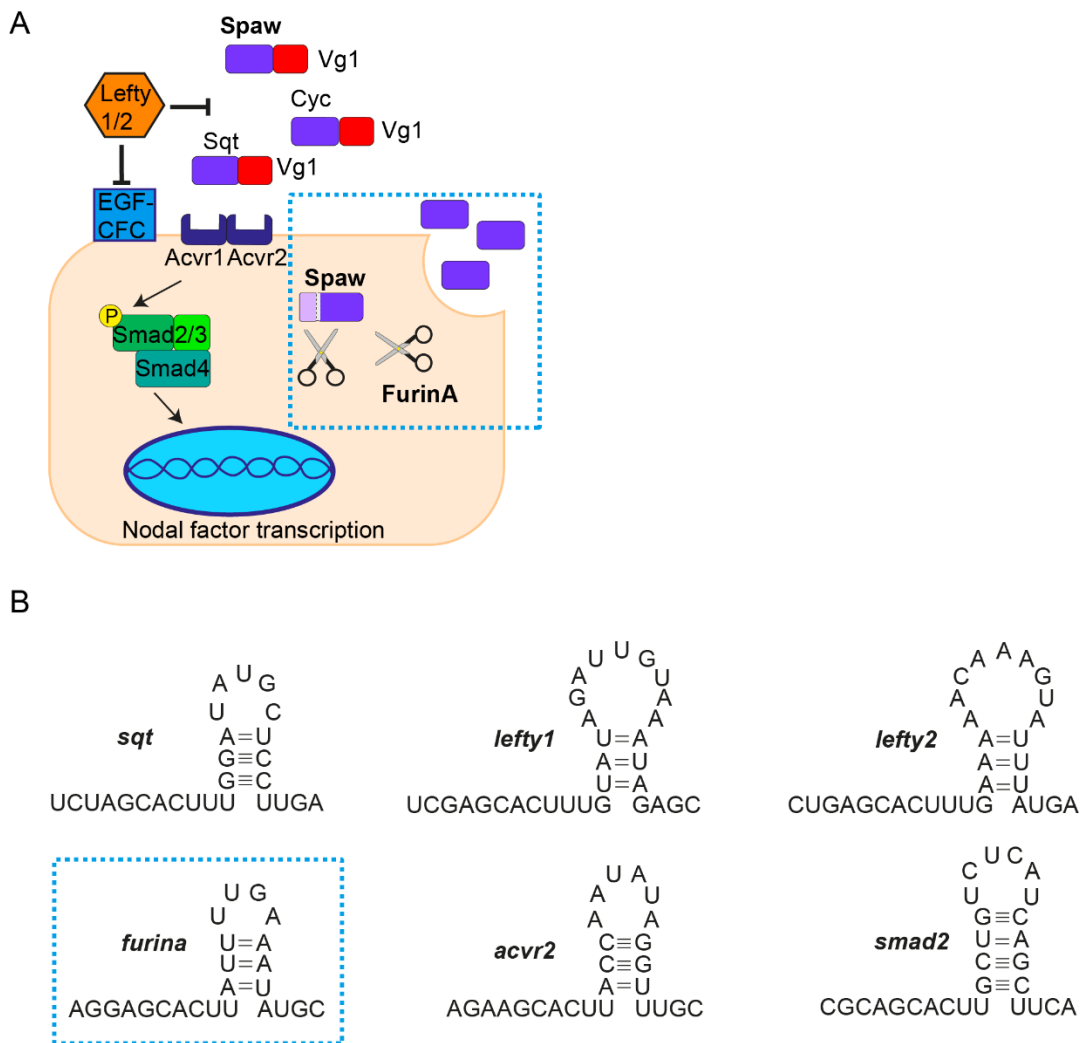 A
Spaw
Vg1
Lefty
1/2
Cyc
Vg1
Sqt
Vg1
EGF-
CFC
Acvr1 Acvr2
Spaw
P
Smad2/3
Smad4
FurinA
Nodal factor transcription
B
sqt
U
A G
U C
A=U
G≡C
G≡C
UCUAGCACUUU UUGA
lefty1
U U G
A U
G A
A A
U=A
A=U
U=A
UCGAGCACUUUG GAGC
lefty2
A A A
C G
A U
A A
A=U
A=U
A=U
CUGAGCACUUUG AUGA
furina
U G
U A
U=A
U=A
A=U
AGGAGCACUU AUGC
acvr2
U A
A U
A A
C≡G
C≡G
A≡U
AGAAGCACUU UUGC
smad2
U C
C A
U U
G≡C
U≡A
C≡G
G≡C
CGCAGCACUU UUCA